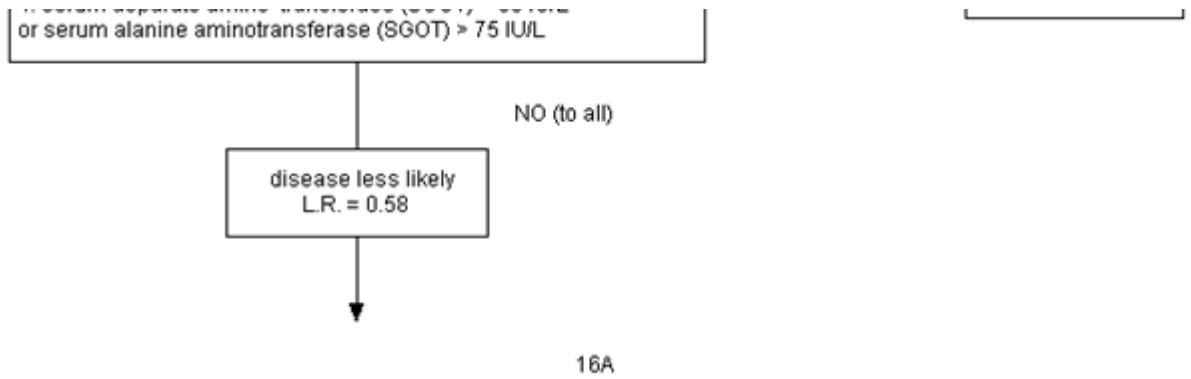 or serum alanine aminotransferase (SGOT) > 75 IU/L
NO (to all)
disease less likely
L.R. = 0.58
16A